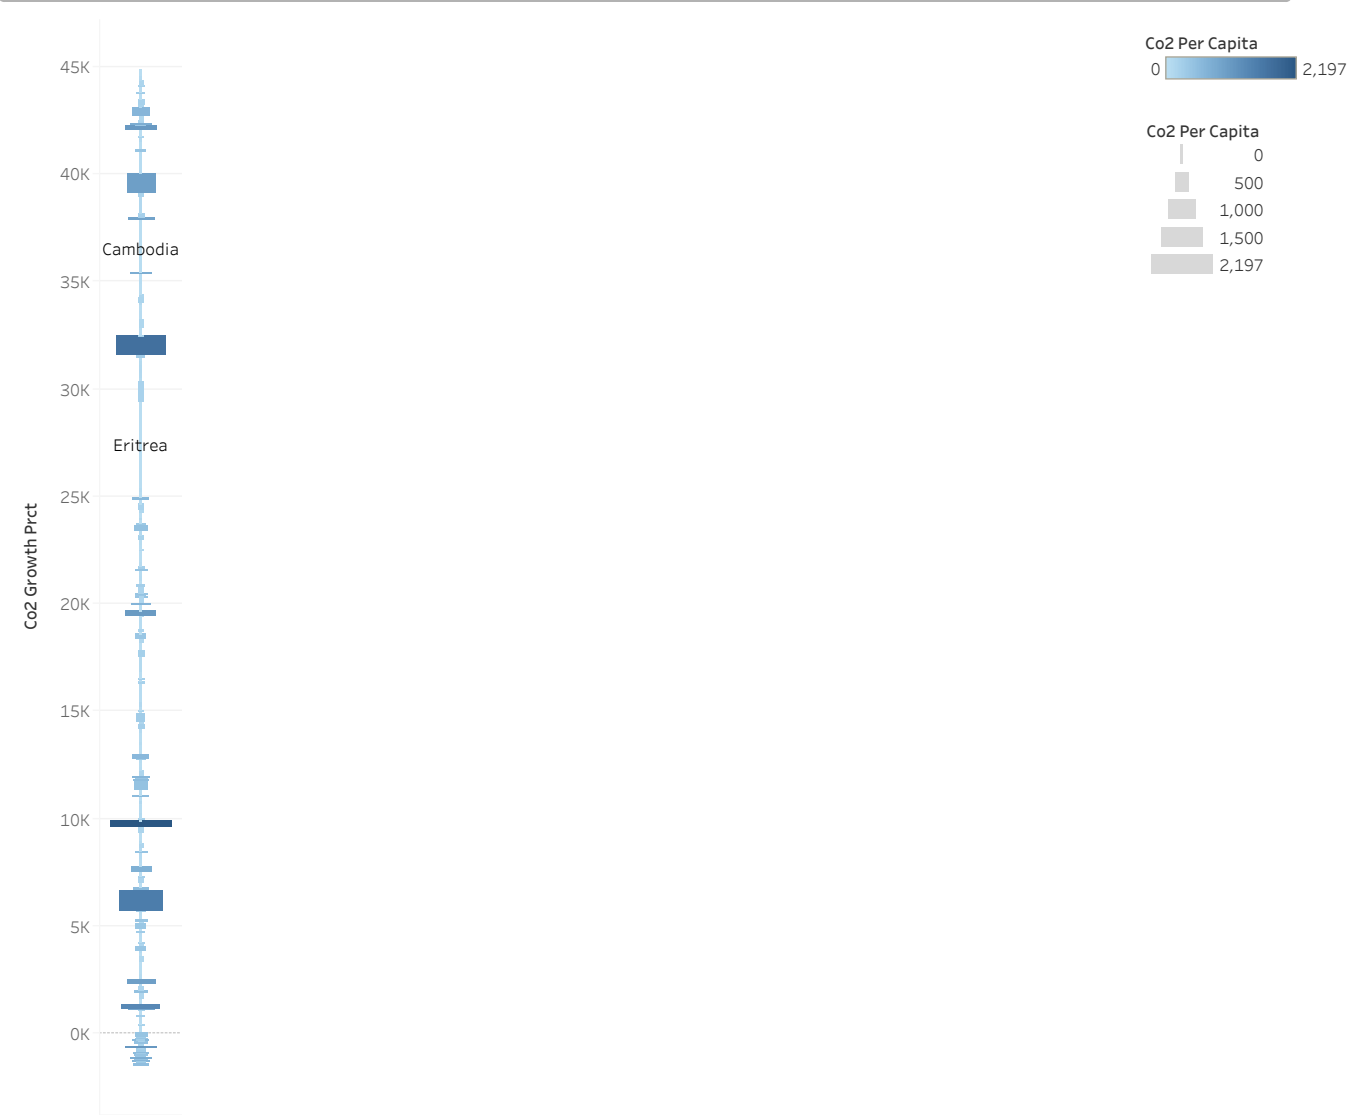 Co2 Per Capita
0 2,197
Co2 Per Capita
0
500
1,000
1,500
2,197
45K
40K
Cambodia
35K
30K
Eritrea
25K
Co2 Growth Prct
20K
15K
10K
5K
0K